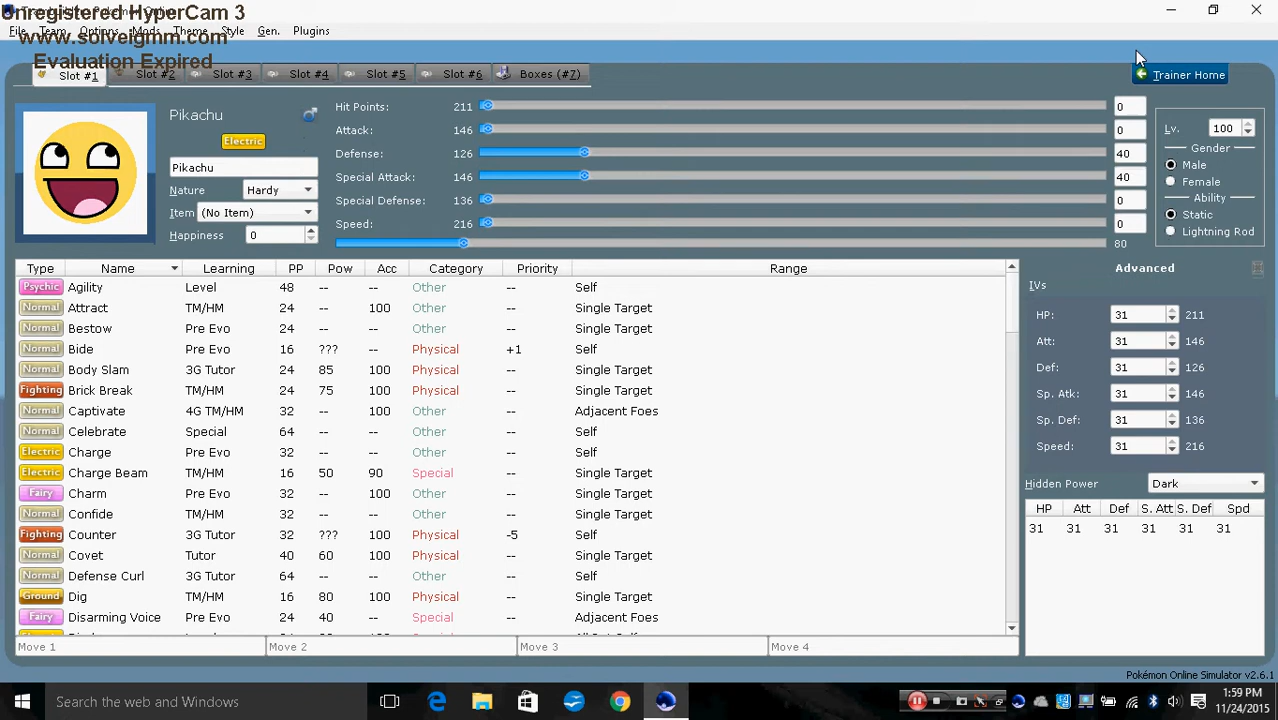 Unregistered HyperCam 3
www.solveigmm.com
Evaluation Expired
Teambuilder Pokémon Online
File Team Options Mods Theme Style Gen. Plugins
Slot #1 Slot #2 Slot #3 Slot #4 Slot #5 Slot #6 Boxes (#7)
Trainer Home
Pikachu
Electric
Pikachu
Nature Hardy
Item (No Item)
Happiness 0
Hit Points: 211 0
Attack: 146 0
Defense: 126 40
Special Attack: 146 40
Special Defense: 136 0
Speed: 216 0
80
Lv. 100
Gender
Male
Female
Ability
Static
Lightning Rod
Type Name Learning PP Pow Acc Category Priority Range
Psychic Agility Level 48 -- -- Other -- Self
Normal Attract TM/HM 24 -- 100 Other -- Single Target
Normal Bestow Pre Evo 24 -- -- Other -- Single Target
Normal Bide Pre Evo 16 ??? -- Physical +1 Self
Normal Body Slam 3G Tutor 24 85 100 Physical -- Single Target
Fighting Brick Break TM/HM 24 75 100 Physical -- Single Target
Normal Captivate 4G TM/HM 32 -- 100 Other -- Adjacent Foes
Normal Celebrate Special 64 -- -- Other -- Self
Electric Charge Pre Evo 32 -- -- Other -- Self
Electric Charge Beam TM/HM 16 50 90 Special -- Single Target
Fairy Charm Pre Evo 32 -- 100 Other -- Single Target
Normal Confide TM/HM 32 -- -- Other -- Single Target
Fighting Counter 3G Tutor 32 ??? 100 Physical -5 Self
Normal Covet Tutor 40 60 100 Physical -- Single Target
Normal Defense Curl 3G Tutor 64 -- -- Other -- Self
Ground Dig TM/HM 16 80 100 Physical -- Single Target
Fairy Disarming Voice Pre Evo 24 40 -- Special -- Adjacent Foes
Move 1 Move 2 Move 3 Move 4
Advanced
IVs
HP: 31 211
Att: 31 146
Def: 31 126
Sp. Atk: 31 146
Sp. Def: 31 136
Speed: 31 216
Hidden Power Dark
HP Att Def S. Att S. Def Spd
31 31 31 31 31 31
Pokémon Online Simulator v2.6.1
Search the web and Windows
1:59 PM
11/24/2015